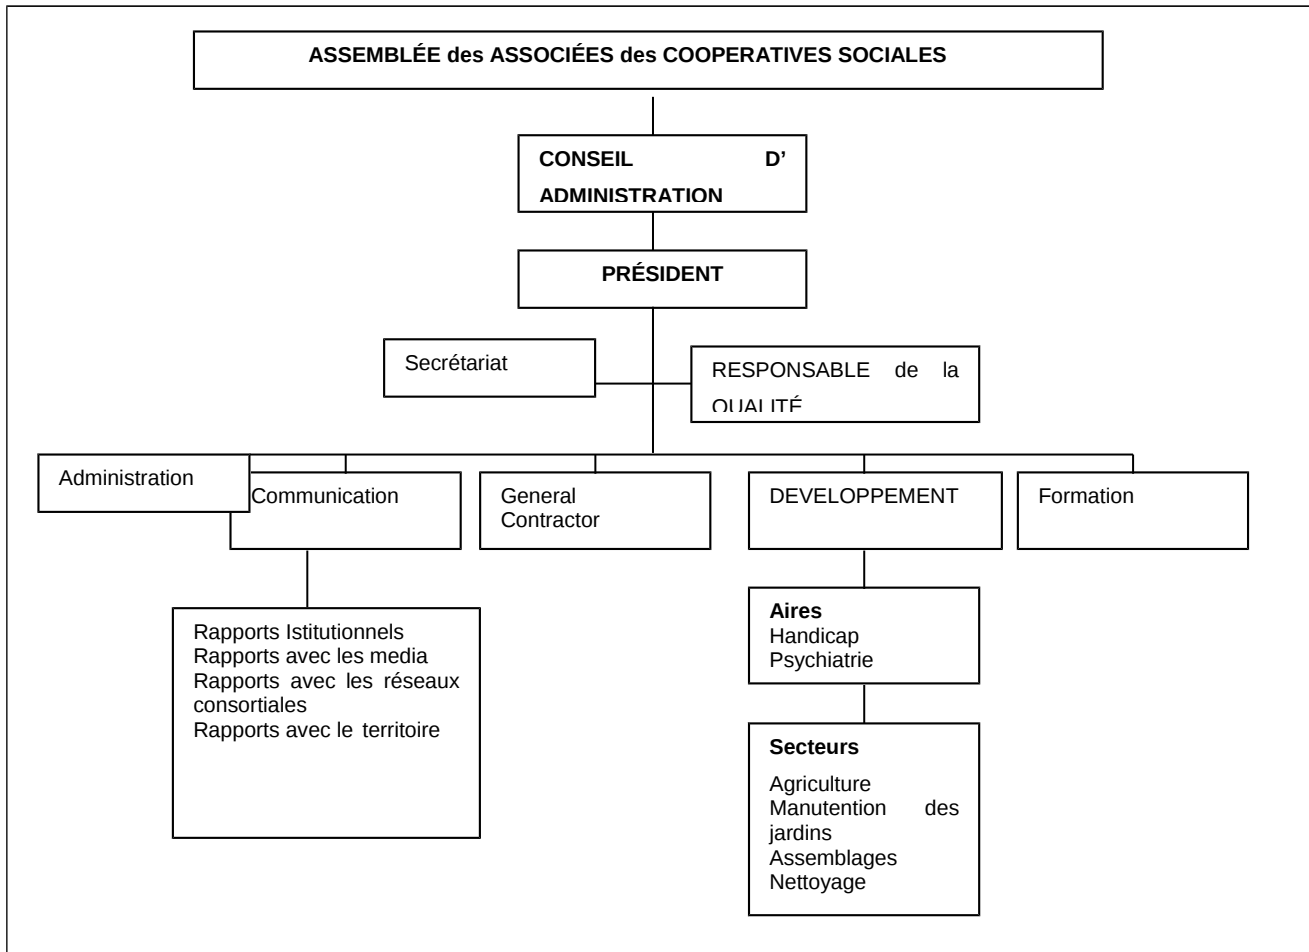 ASSEMBLÉE des ASSOCIÉES des COOPERATIVES SOCIALES
CONSEIL D’
ADMINISTRATION
PRÉSIDENT
Secrétariat
RESPONSABLE de la
QUALITÉ
Administration
Communication
General
Contractor
DEVELOPPEMENT
Formation
Rapports Istitutionnels
Rapports avec les media
Rapports avec les réseaux
consortiales
Rapports avec le territoire
Aires
Handicap
Psychiatrie
Secteurs
Agriculture
Manutention des
jardins
Assemblages
Nettoyage